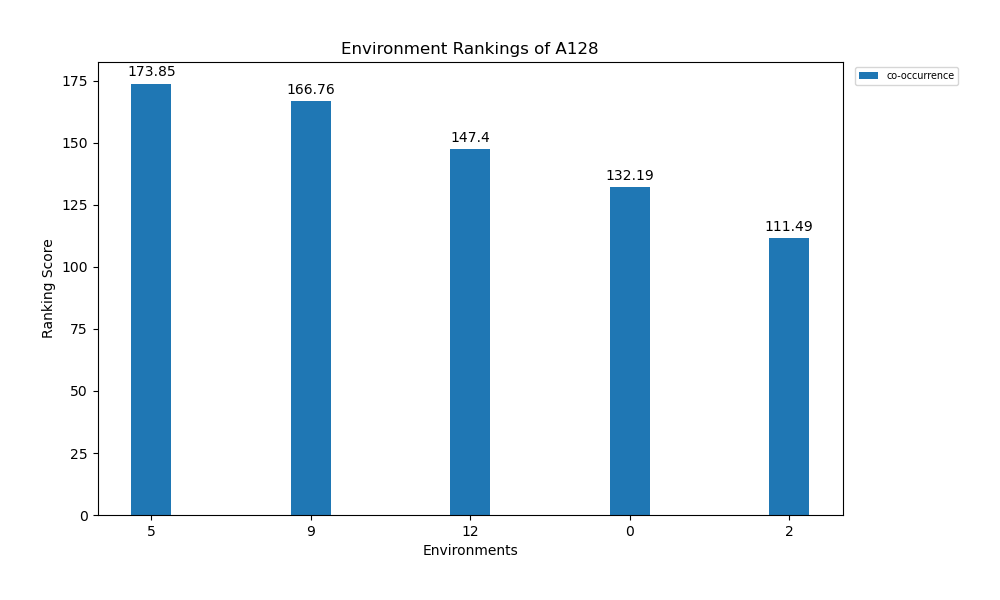 Environment Rankings of A128
co-occurrence
173.85
166.76
147.4
132.19
111.49
175
150
125
100
75
50
25
0
Ranking Score
5 9 12 0 2
Environments